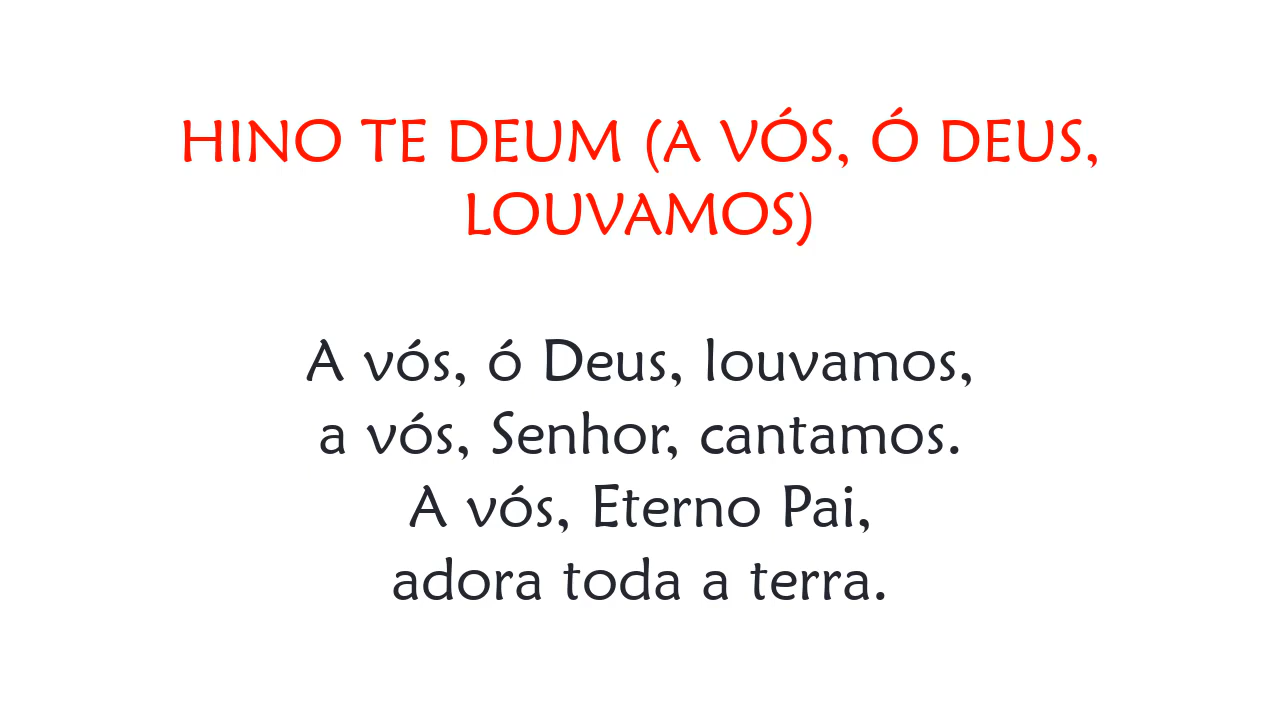 HINO TE DEUM (A VÓS, Ó DEUS,
LOUVAMOS)
A vós, ó Deus, louvamos,
a vós, Senhor, cantamos.
A vós, Eterno Pai,
adora toda a terra.